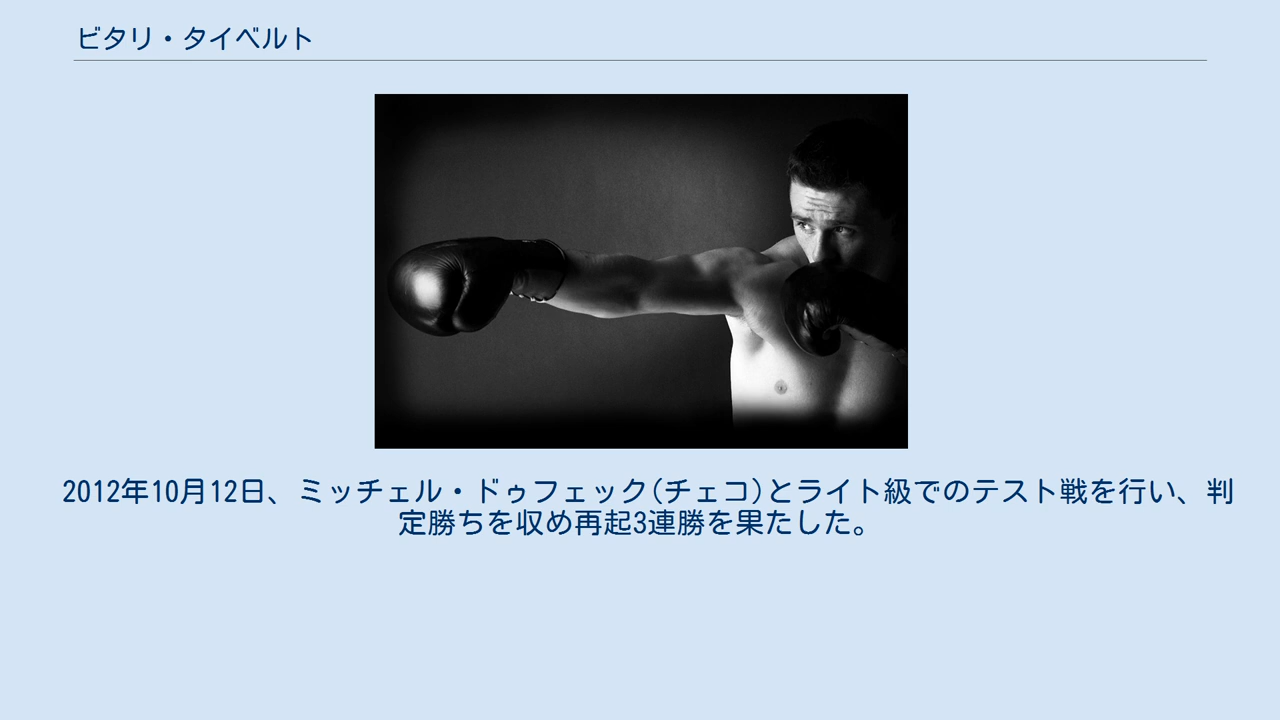 ビタリ・タイベルト
2012年10月12日、ミッチェル・ドゥフェック(チェコ)とライト級でのテスト戦を行い、判
定勝ちを収め再起3連勝を果たした。